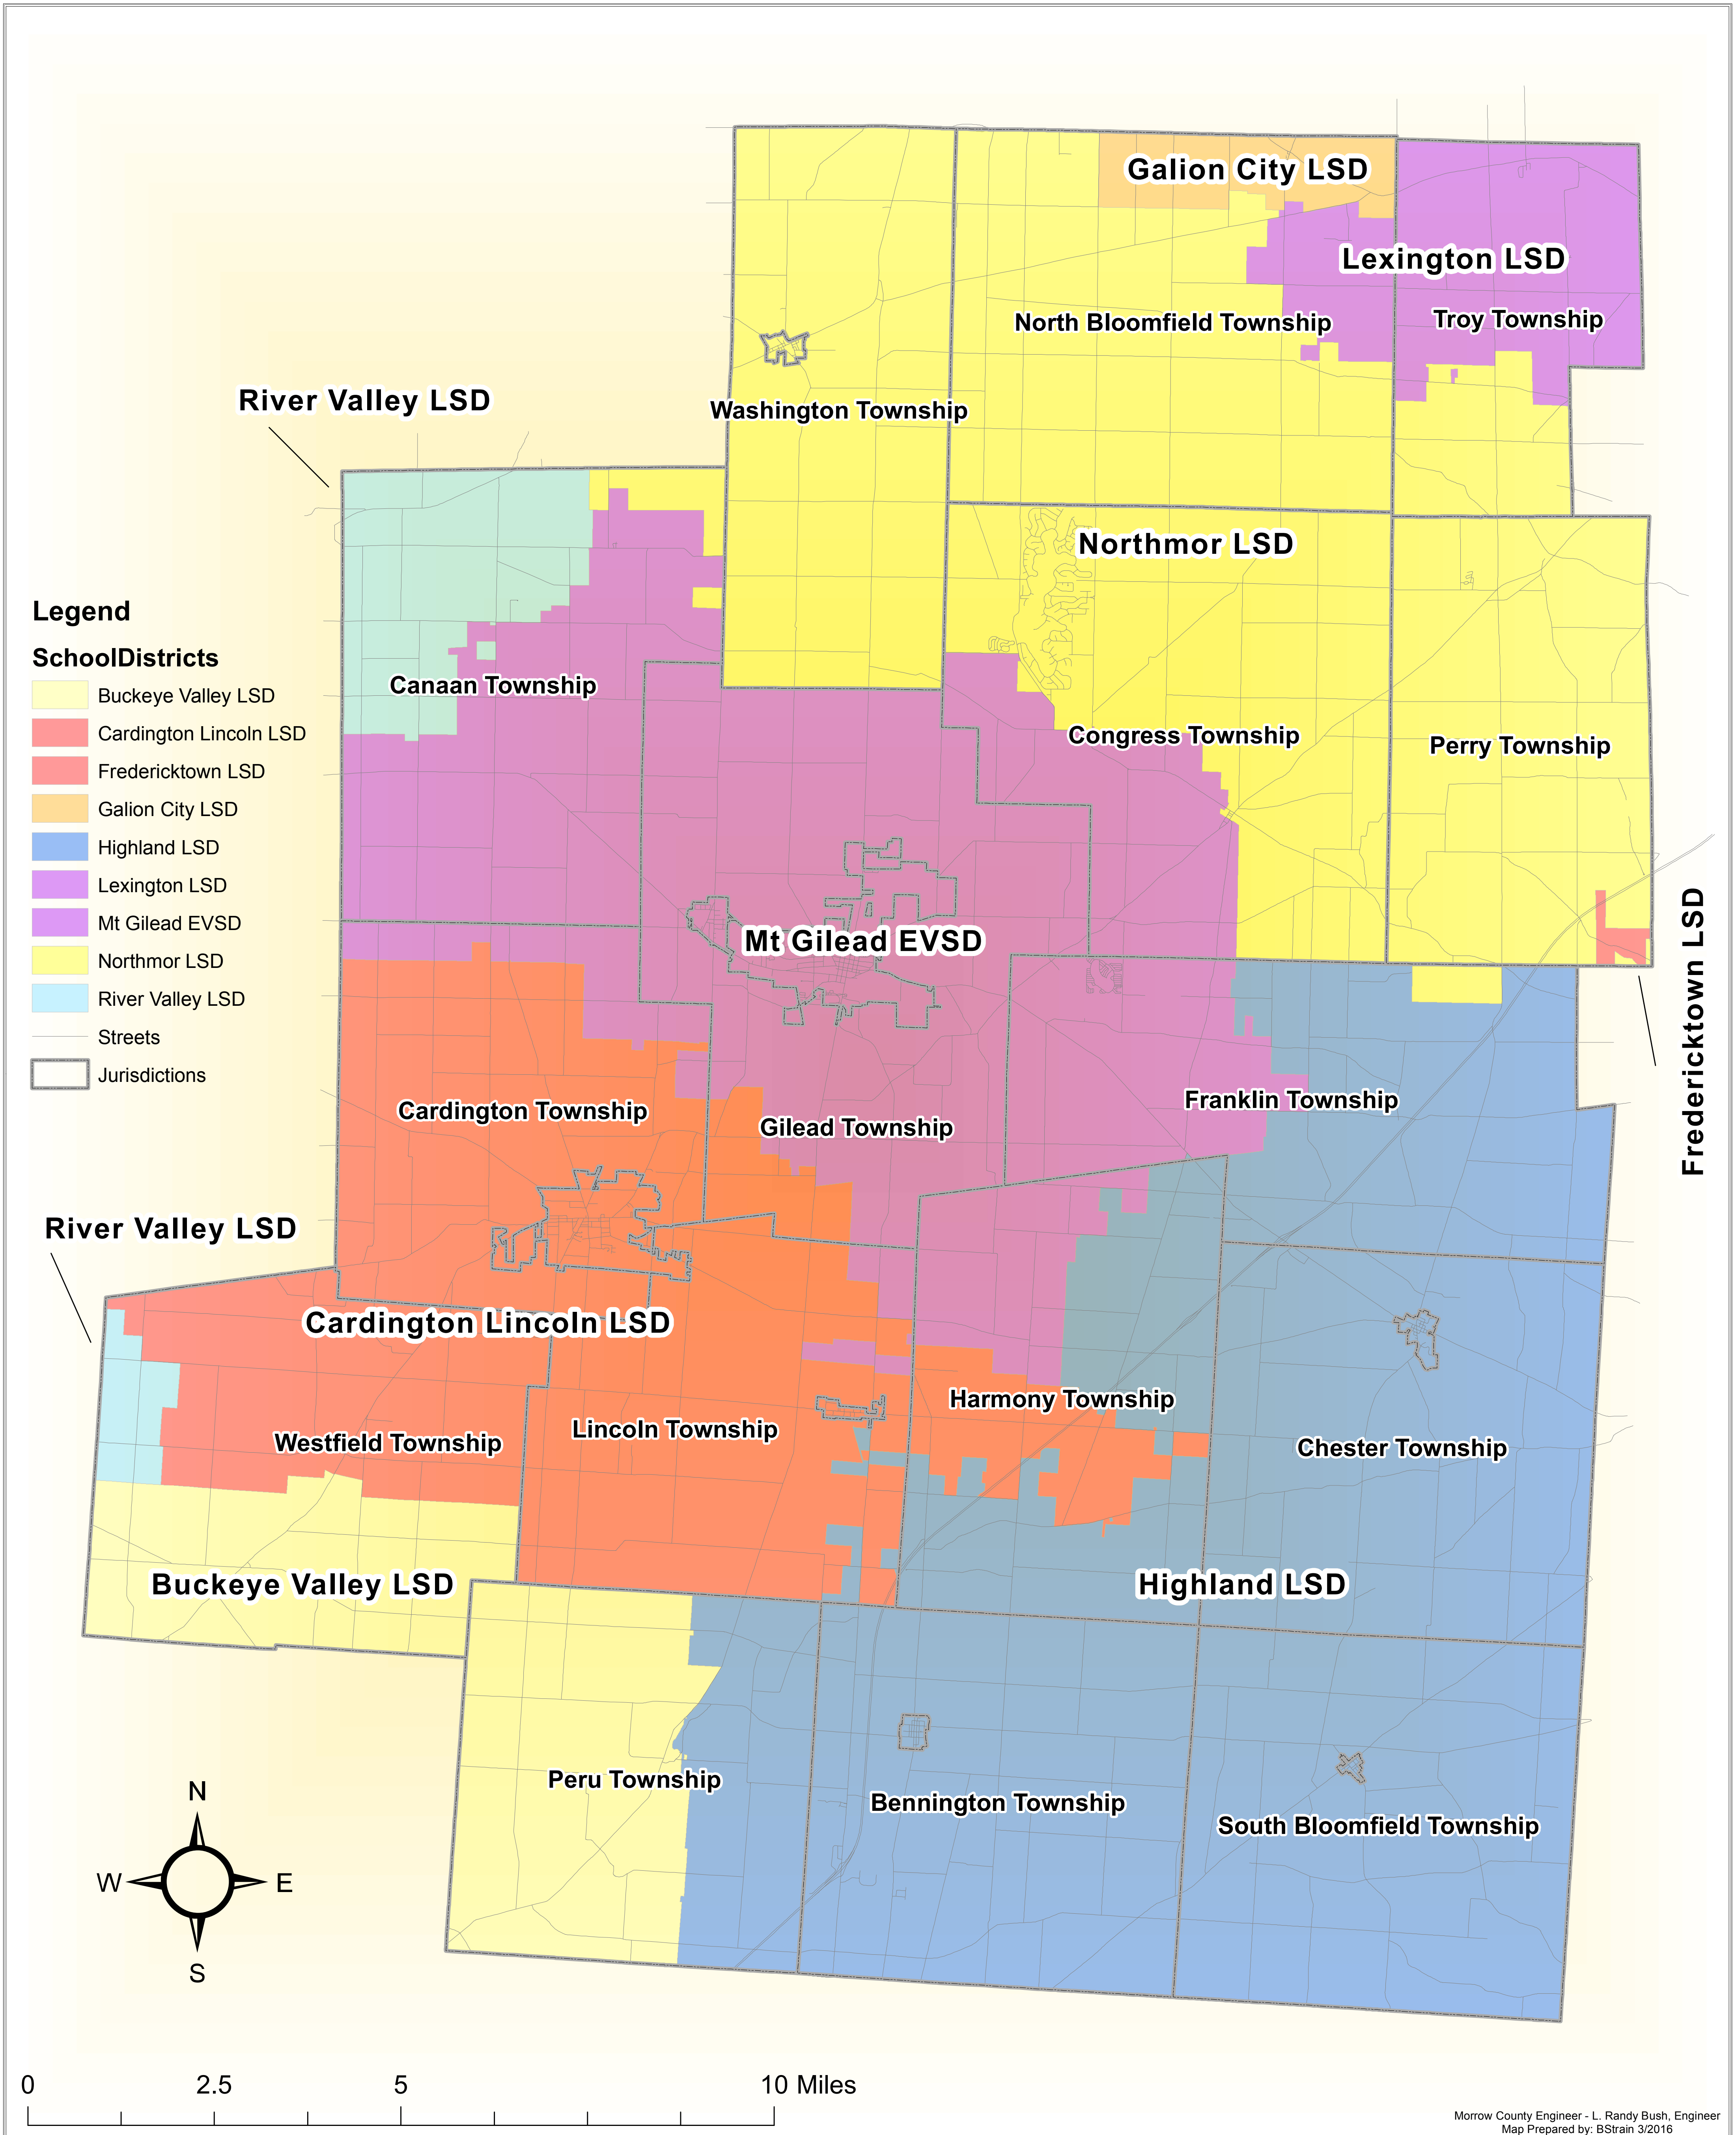 Galion City LSD
Lexington LSD
North Bloomfield Township
Troy Township
River Valley LSD
Washington Township
Northmor LSD
Legend
SchoolDistricts
Buckeye Valley LSD
Cardington Lincoln LSD
Fredericktown LSD
Galion City LSD
Highland LSD
Lexington LSD
Mt Gilead EVSD
Northmor LSD
River Valley LSD
Streets
Jurisdictions
Canaan Township
Congress Township
Perry Township
Mt Gilead EVSD
Fredericktown LSD
Cardington Township
Gilead Township
Franklin Township
River Valley LSD
Cardington Lincoln LSD
Harmony Township
Lincoln Township
Westfield Township
Chester Township
Buckeye Valley LSD
Highland LSD
Peru Township
Bennington Township
South Bloomfield Township
N
W
E
S
0
2.5
5
10 Miles
Morrow County Engineer - L. Randy Bush, Engineer
Map Prepared by: BStrain 3/2016